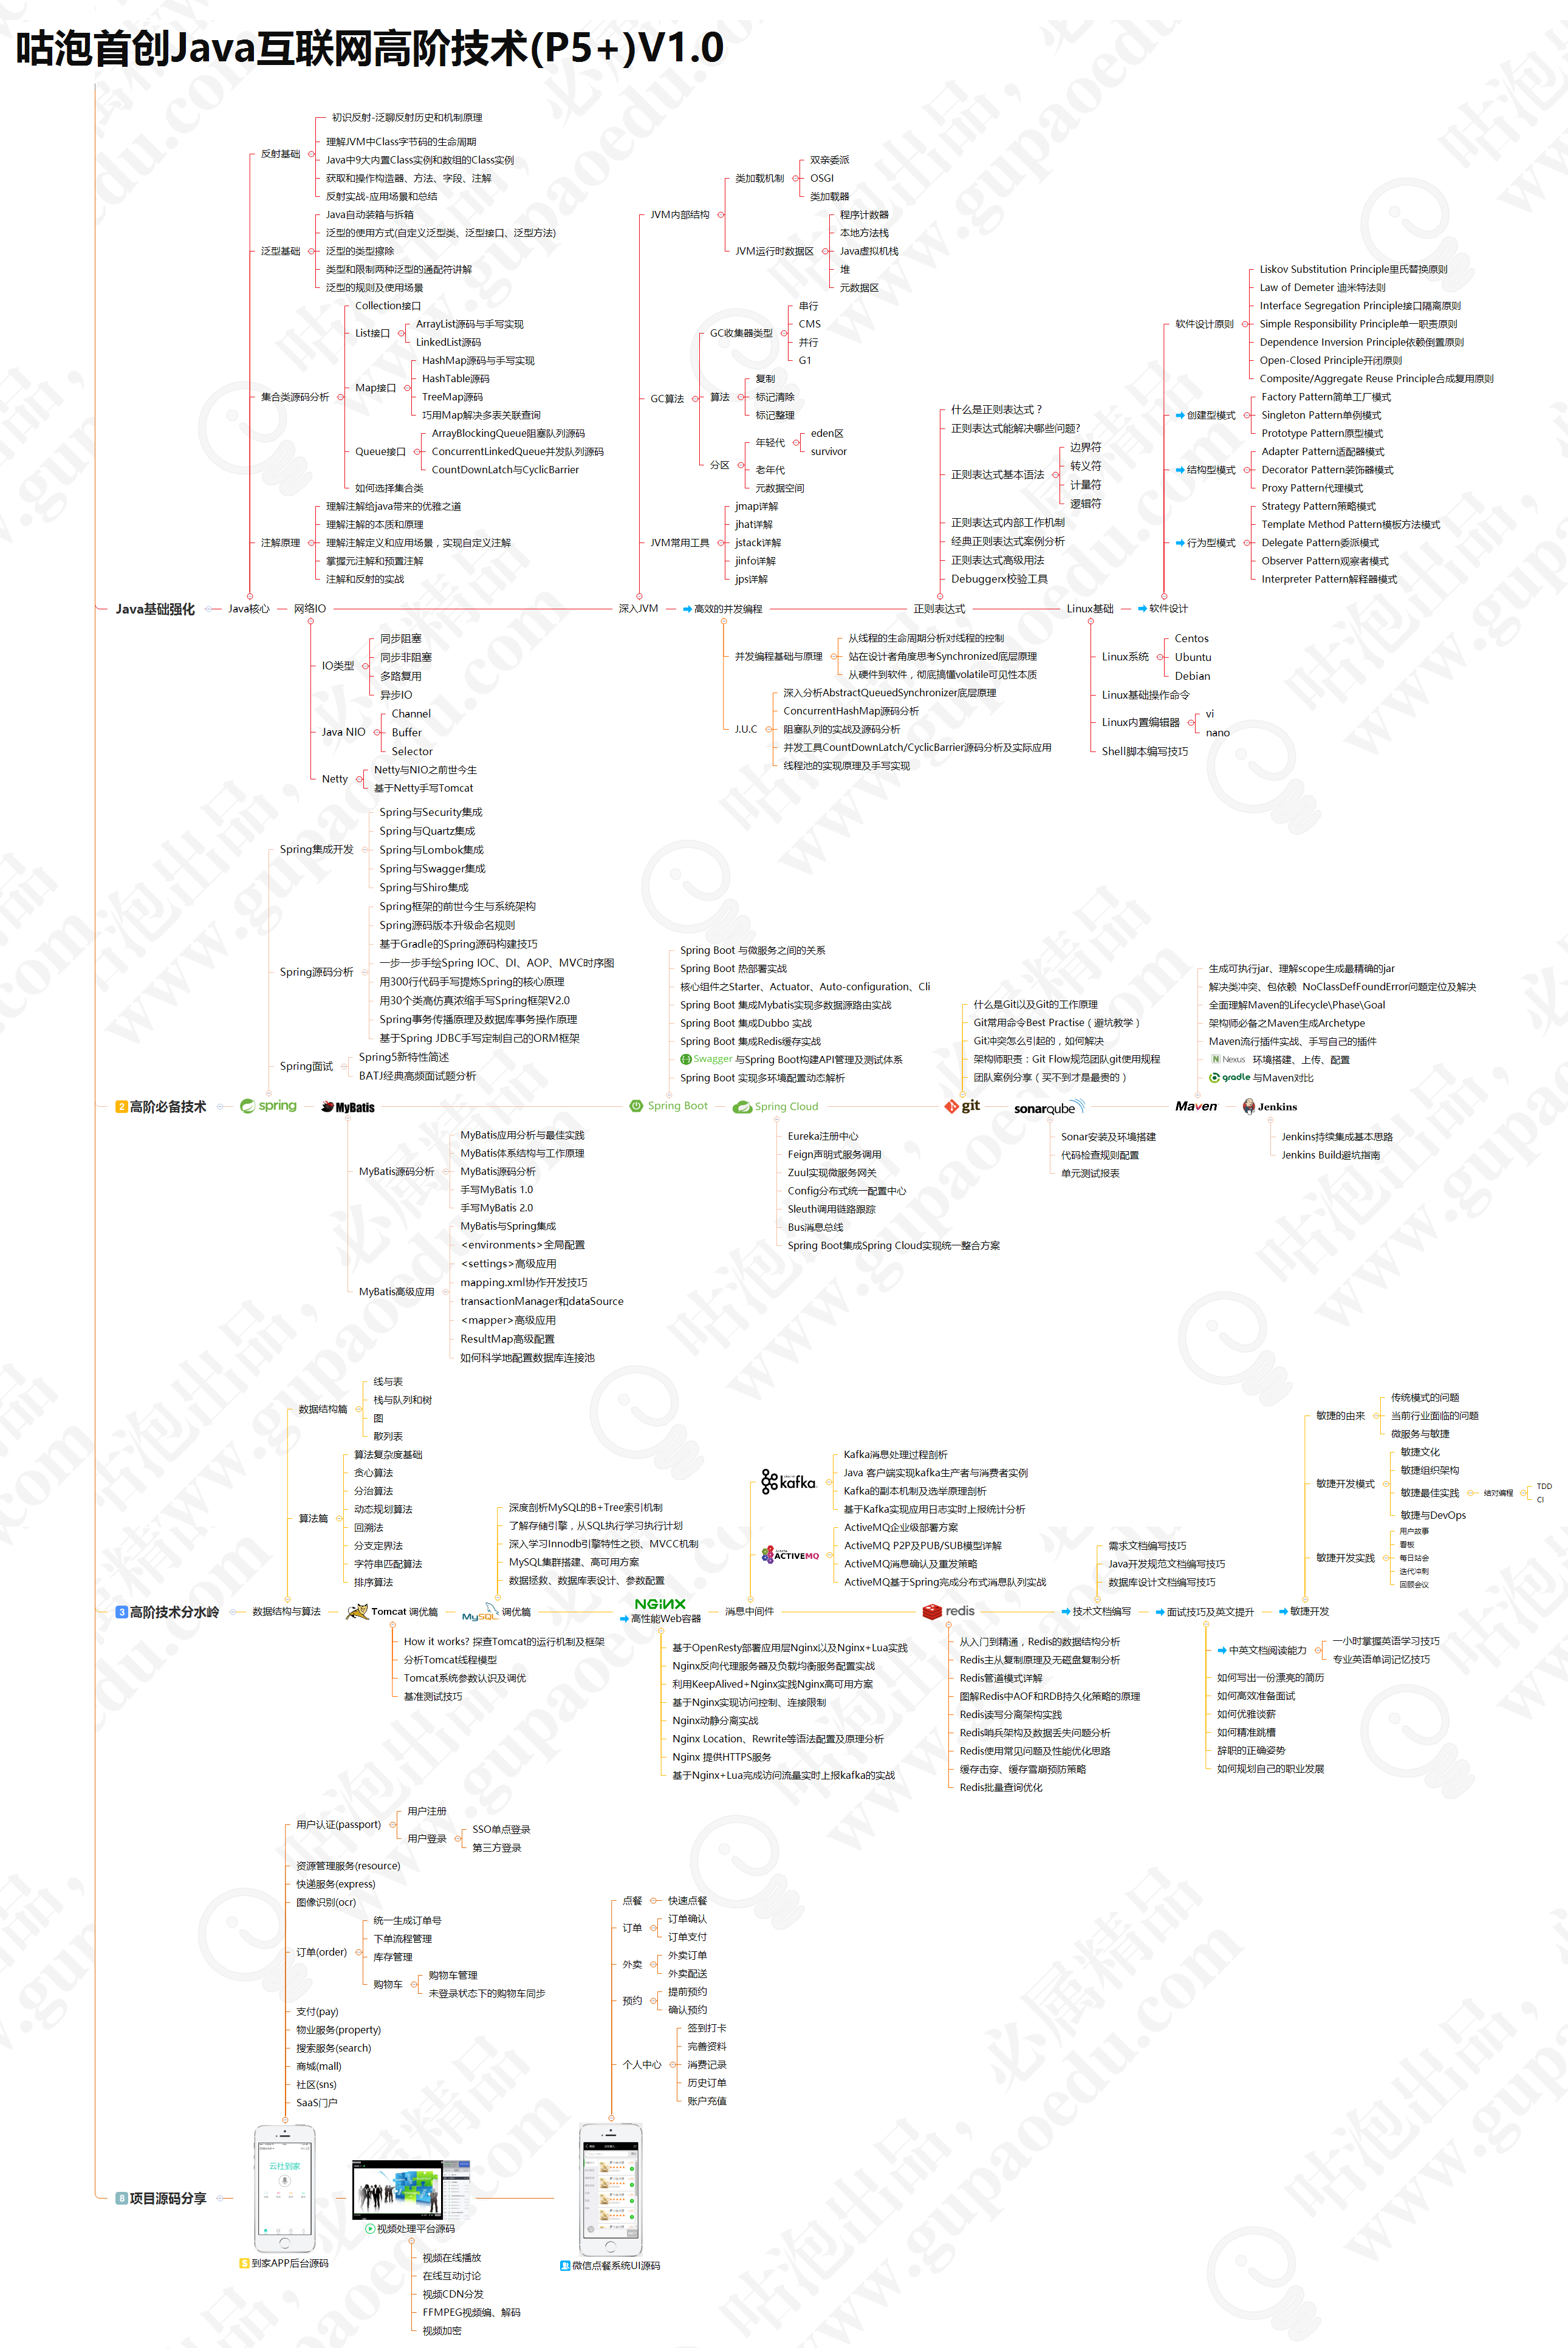 咕泡首创Java互联网高阶技术(P5+)V1.0
初识反射-泛聊反射历史和机制原理
理解JVM中Class字节码的生命周期
反射基础
Java中9大内置Class实例和数组的Class实例
获取和操作构造器、方法、字段、注解
反射实战-应用场景和总结
Java自动装箱与拆箱
泛型的使用方式(自定义泛型类、泛型接口、泛型方法)
泛型基础
泛型的类型擦除
类型和限制两种泛型的通配符讲解
泛型的规则及使用场景
Collection接口
List接口
ArrayList源码与手写实现
LinkedList源码
HashMap源码与手写实现
HashTable源码
Map接口
TreeMap源码
集合类源码分析
巧用Map解决多表关联查询
ArrayBlockingQueue阻塞队列源码
Queue接口
ConcurrentLinkedQueue并发队列源码
CountDownLatch与CyclicBarrier
如何选择集合类
理解注解给java带来的优雅之道
理解注解的本质和原理
注解原理
理解注解定义和应用场景，实现自定义注解
掌握元注解和预置注解
注解和反射的实战
双亲委派
类加载机制
OSGI
类加载器
JVM内部结构
程序计数器
本地方法栈
JVM运行时数据区
Java虚拟机栈
堆
元数据区
串行
GC收集器类型
CMS
并行
G1
复制
GC算法
算法
标记清除
标记整理
eden区
年轻代
survivor
分区
老年代
元数据空间
jmap详解
jhat详解
JVM常用工具
jstack详解
jinfo详解
jps详解
什么是正则表达式？
正则表达式能解决哪些问题?
边界符
正则表达式基本语法
转义符
计量符
逻辑符
正则表达式内部工作机制
经典正则表达式案例分析
正则表达式高级用法
Debuggerx校验工具
Liskov Substitution Principle里氏替换原则
Law of Demeter 迪米特法则
Interface Segregation Principle接口隔离原则
软件设计原则
Simple Responsibility Principle单一职责原则
Dependence Inversion Principle依赖倒置原则
Open-Closed Principle开闭原则
Composite/Aggregate Reuse Principle合成复用原则
Factory Pattern简单工厂模式
创建型模式
Singleton Pattern单例模式
Prototype Pattern原型模式
Adapter Pattern适配器模式
结构型模式
Decorator Pattern装饰器模式
Proxy Pattern代理模式
Strategy Pattern策略模式
Template Method Pattern模板方法模式
行为型模式
Delegate Pattern委派模式
Observer Pattern观察者模式
Interpreter Pattern解释器模式
Java基础强化
Java核心
网络IO
深入JVM
高效的并发编程
正则表达式
Linux基础
软件设计
同步阻塞
IO类型
同步非阻塞
多路复用
异步IO
Channel
Java NIO
Buffer
Selector
Netty
Netty与NIO之前世今生
基于Netty手写Tomcat
从线程的生命周期分析对线程的控制
并发编程基础与原理
站在设计者角度思考Synchronized底层原理
从硬件到软件，彻底搞懂volatile可见性本质
深入分析AbstractQueuedSynchronizer底层原理
ConcurrentHashMap源码分析
J.U.C
阻塞队列的实战及源码分析
并发工具CountDownLatch/CyclicBarrier源码分析及实际应用
线程池的实现原理及手写实现
Centos
Linux系统
Ubuntu
Debian
Linux基础操作命令
Linux内置编辑器
vi
nano
Shell脚本编写技巧
Spring与Security集成
Spring与Quartz集成
Spring集成开发
Spring与Lombok集成
Spring与Swagger集成
Spring与Shiro集成
Spring框架的前世今生与系统架构
Spring源码版本升级命名规则
基于Gradle的Spring源码构建技巧
Spring源码分析
一步一步手绘Spring IOC、DI、AOP、MVC时序图
用300行代码手写提炼Spring的核心原理
用30个类高仿真浓缩手写Spring框架V2.0
Spring事务传播原理及数据库事务操作原理
基于Spring JDBC手写定制自己的ORM框架
Spring面试
Spring5新特性简述
BATJ经典高频面试题分析
Spring Boot 与微服务之间的关系
Spring Boot 热部署实战
核心组件之Starter、Actuator、Auto-configuration、Cli
Spring Boot 集成Mybatis实现多数据源路由实战
Spring Boot 集成Dubbo 实战
Spring Boot 集成Redis缓存实战
Swagger 与Spring Boot构建API管理及测试体系
Spring Boot 实现多环境配置动态解析
什么是Git以及Git的工作原理
Git常用命令Best Practise（避坑教学）
Git冲突怎么引起的，如何解决
架构师职责：Git Flow规范团队git使用规程
团队案例分享（买不到才是最贵的）
生成可执行jar、理解scope生成最精确的jar
解决类冲突、包依赖 NoClassDefFoundError问题定位及解决
全面理解Maven的Lifecycle\Phase\Goal
架构师必备之Maven生成Archetype
Maven流行插件实战、手写自己的插件
Nexus 环境搭建、上传、配置
gradle 与Maven对比
2 高阶必备技术
spring
MyBatis
Spring Boot
Spring Cloud
git
sonarqube
Maven
Jenkins
MyBatis应用分析与最佳实践
MyBatis体系结构与工作原理
MyBatis源码分析
MyBatis源码分析
手写MyBatis 1.0
手写MyBatis 2.0
MyBatis与Spring集成
<environments>全局配置
<settings>高级应用
mapping.xml协作开发技巧
MyBatis高级应用
transactionManager和dataSource
<mapper>高级应用
ResultMap高级配置
如何科学地配置数据库连接池
Eureka注册中心
Feign声明式服务调用
Zuul实现微服务网关
Config分布式统一配置中心
Sleuth调用链路跟踪
Bus消息总线
Spring Boot集成Spring Cloud实现统一整合方案
Sonar安装及环境搭建
代码检查规则配置
单元测试报表
Jenkins持续集成基本思路
Jenkins Build避坑指南
线与表
数据结构篇
栈与队列和树
图
散列表
算法复杂度基础
贪心算法
分治算法
算法篇
动态规划算法
回溯法
分支定界法
字符串匹配算法
排序算法
深度剖析MySQL的B+Tree索引机制
了解存储引擎，从SQL执行学习执行计划
深入学习Innodb引擎特性之锁、MVCC机制
MySQL集群搭建、高可用方案
数据拯救、数据库表设计、参数配置
kafka
Kafka消息处理过程剖析
Java 客户端实现kafka生产者与消费者实例
Kafka的副本机制及选举原理剖析
基于Kafka实现应用日志实时上报统计分析
ACTIVEMQ
ActiveMQ企业级部署方案
ActiveMQ P2P及PUB/SUB模型详解
ActiveMQ消息确认及重发策略
ActiveMQ基于Spring完成分布式消息队列实战
需求文档编写技巧
Java开发规范文档编写技巧
数据库设计文档编写技巧
传统模式的问题
敏捷的由来
当前行业面临的问题
微服务与敏捷
敏捷文化
敏捷开发模式
敏捷组织架构
敏捷最佳实践
结对编程
TDD
CI
敏捷与DevOps
用户故事
看板
敏捷开发实践
每日站会
迭代冲刺
回顾会议
3 高阶技术分水岭
数据结构与算法
Tomcat 调优篇
MySQL 调优篇
NGINX
高性能Web容器
消息中间件
redis
技术文档编写
面试技巧及英文提升
敏捷开发
How it works? 探查Tomcat的运行机制及框架
分析Tomcat线程模型
Tomcat系统参数认识及调优
基准测试技巧
基于OpenResty部署应用层Nginx以及Nginx+Lua实践
Nginx反向代理服务器及负载均衡服务配置实战
利用KeepAlived+Nginx实践Nginx高可用方案
基于Nginx实现访问控制、连接限制
Nginx动静分离实战
Nginx Location、Rewrite等语法配置及原理分析
Nginx 提供HTTPS服务
基于Nginx+Lua完成访问流量实时上报kafka的实战
从入门到精通，Redis的数据结构分析
Redis主从复制原理及无磁盘复制分析
Redis管道模式详解
图解Redis中AOF和RDB持久化策略的原理
Redis读写分离架构实践
Redis哨兵架构及数据丢失问题分析
Redis使用常见问题及性能优化思路
缓存击穿、缓存雪崩预防策略
Redis批量查询优化
中英文档阅读能力
一小时掌握英语学习技巧
专业英语单词记忆技巧
如何写出一份漂亮的简历
如何高效准备面试
如何优雅谈薪
如何精准跳槽
辞职的正确姿势
如何规划自己的职业发展
用户认证(passport)
用户注册
用户登录
SSO单点登录
第三方登录
资源管理服务(resource)
快递服务(express)
图像识别(ocr)
统一生成订单号
下单流程管理
订单(order)
库存管理
购物车
购物车管理
未登录状态下的购物车同步
支付(pay)
物业服务(property)
搜索服务(search)
商城(mall)
社区(sns)
SaaS门户
点餐
快速点餐
订单
订单确认
订单支付
外卖
外卖订单
外卖配送
预约
提前预约
确认预约
签到打卡
完善资料
个人中心
消费记录
历史订单
账户充值
8 项目源码分享
云社到家
到家APP后台源码
视频处理平台源码
微信点餐系统UI源码
视频在线播放
在线互动讨论
视频CDN分发
FFMPEG视频编、解码
视频加密
咕泡出品，必属精品
www.gupaoedu.com